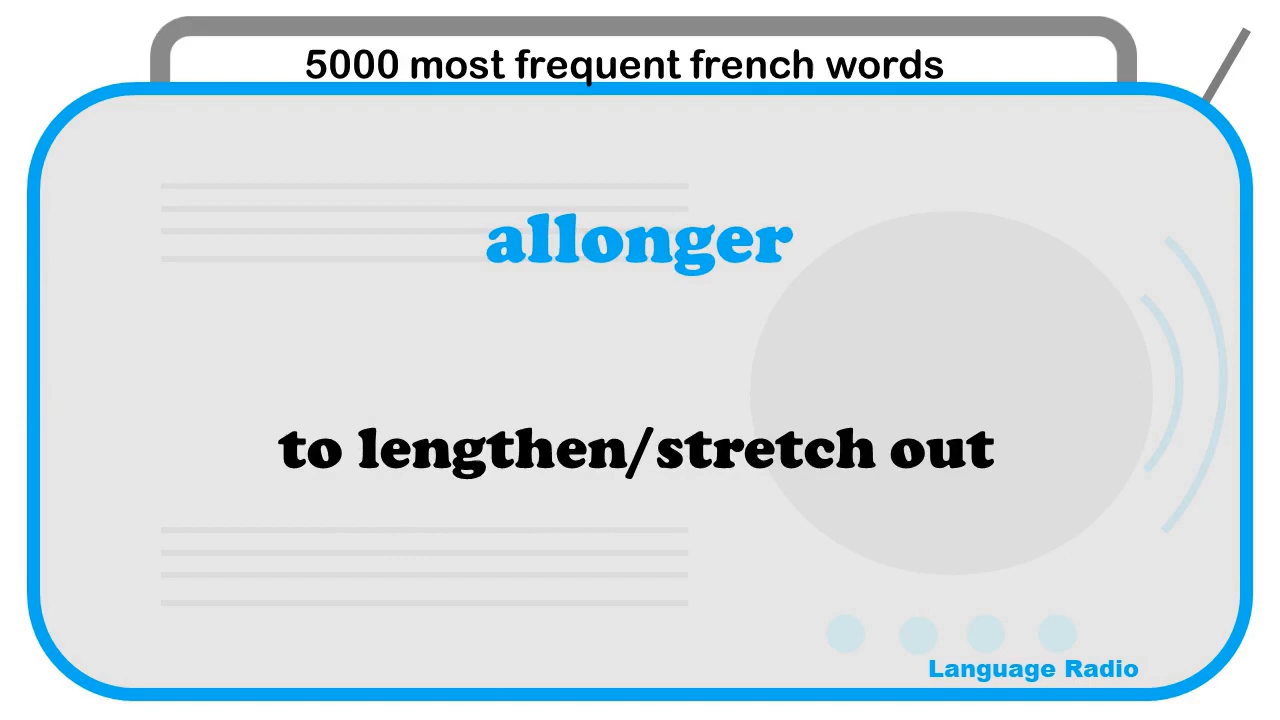 5000 most frequent french words
allonger
to lengthen/stretch out
Language Radio